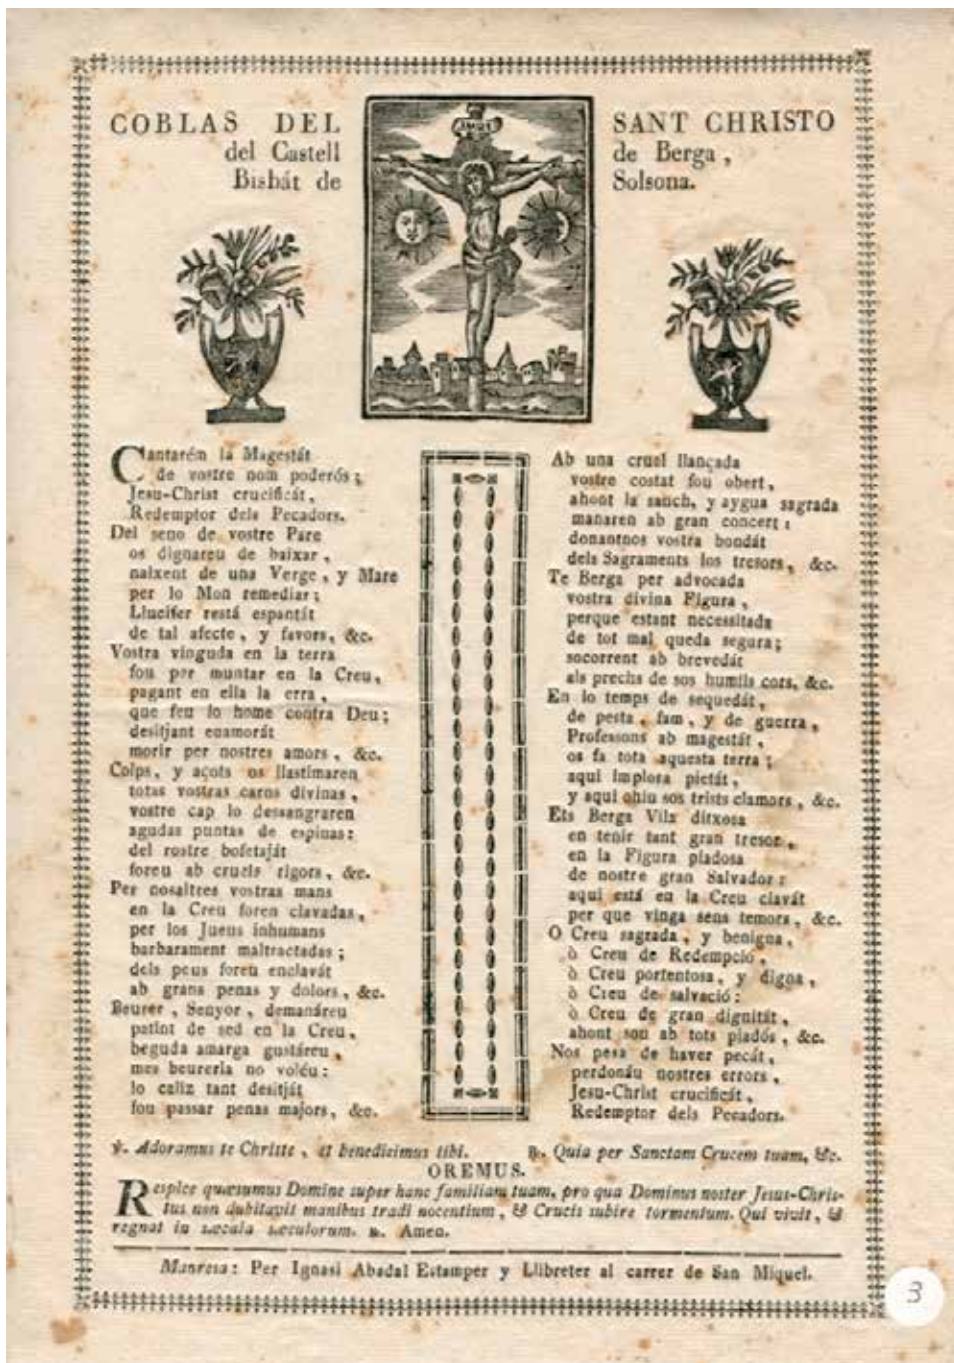 COBLAS DEL SANT CHRISTO
del Castell de Berga,
Bisbát de Solsona.
Cantarém la Magestát
de vostre nom poderós;
Jesu-Christ crucificát,
Redemptor dels Pecadors.
Del seno de vostre Pare
os dignareu de baixar,
naixent de una Verge, y Mare
per lo Mon remediar;
Llucifer restá espantát
de tal afecte, y favors, &c.
Vostra vinguda en la terra
fou per muntar en la Creu,
pagant en ella la erra,
que feu lo home contra Deu;
desitjant enamorát
morir per nostres amors, &c.
Colps, y açots os llastimaren
totas vostras carns divinas,
vostre cap lo dessangraren
agudas puntas de espinas:
del rostre bofetaját
foreu ab cruels rigors, &c.
Per nosaltres vostras mans
en la Creu foren clavadas,
per los Jueus inhumans
barbarament maltractadas;
dels peus foreu enclavát
ab grans penas y dolors, &c.
Beurer, Senyor, demanáreu
patint de sed en la Creu,
beguda amarga gustáreu,
mes beurerla no voléu:
lo caliz tant desitját
fou passar penas majors, &c.
Ab una cruel llançada
vostre costat fou obert,
ahont la sanch, y aygua sagrada
manaren ab gran concert:
donantnos vostra bondát
dels Sagraments los tresors, &c.
Te Berga per advocada
vostra divina Figura,
perque estant necessitada
de tot mal queda segura;
socorrent ab brevedát
als prechs de sos humils cors, &c.
En lo temps de sequedát,
de pesta, fam, y de guerra,
Professons ab magestát,
os fa tota aquesta terra;
aqui implora pietát,
y aqui ohiu sos trists clamors, &c.
Ets Berga Vila ditxosa
en tenir tant gran tresor,
en la Figura piadosa
de nostre gran Salvador:
aqui está en la Creu clavát
per que vinga sens temors, &c.
O Creu sagrada, y benigna,
ò Creu de Redempció,
ò Creu portentosa, y digna,
ò Creu de salvació:
ò Creu de gran dignitát,
ahont sou ab tots piadós, &c.
Nos pesa de haver pecát,
perdonáu nostres errors,
Jesu-Christ crucificát,
Redemptor dels Pecadors.
℣. Adoramus te Christe, et benedicimus tibi. ℟. Quia per Sanctam Crucem tuam, &c.
OREMUS.
Respice quæsumus Domine super hanc familiam tuam, pro qua Dominus noster Jesus-Chris-
tus non dubitavit manibus tradi nocentium, & Crucis subire tormentum. Qui vivit, &
regnat in sæcula sæculorum. ℟. Amen.
Manresa: Per Ignasi Abadal Estamper y Llibreter al carrer de San Miquel.
3